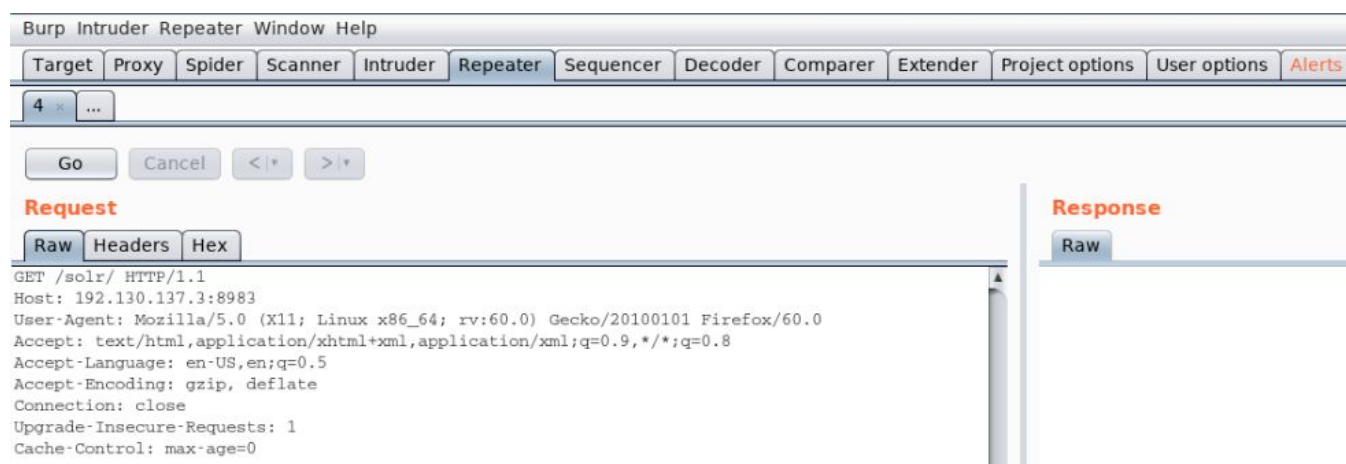 Burp Intruder Repeater Window Help
Target Proxy Spider Scanner Intruder Repeater Sequencer Decoder Comparer Extender Project options User options Alerts
4 × ...
Go Cancel < | ▾ > | ▾
Request
Response
Raw Headers Hex
Raw
GET /solr/ HTTP/1.1
Host: 192.130.137.3:8983
User-Agent: Mozilla/5.0 (X11; Linux x86_64; rv:60.0) Gecko/20100101 Firefox/60.0
Accept: text/html,application/xhtml+xml,application/xml;q=0.9,*/*;q=0.8
Accept-Language: en-US,en;q=0.5
Accept-Encoding: gzip, deflate
Connection: close
Upgrade-Insecure-Requests: 1
Cache-Control: max-age=0